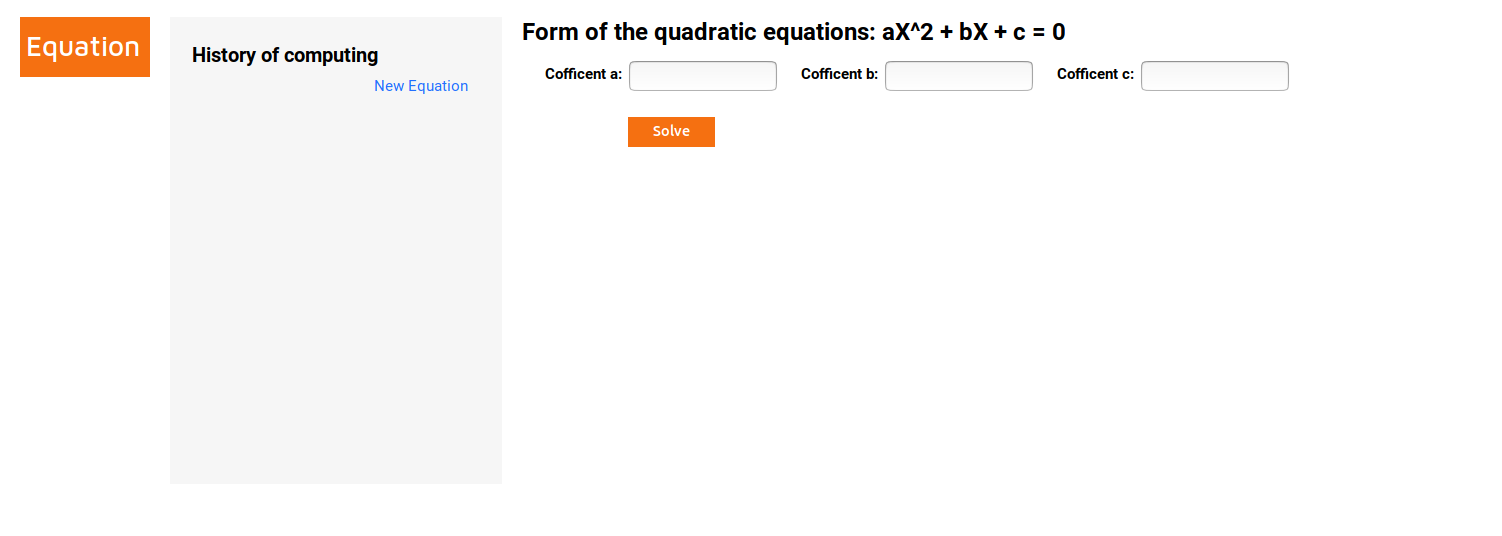 Equation
History of computing
New Equation
Form of the quadratic equations: aX^2 + bX + c = 0
Cofficent a: Cofficent b: Cofficent c:
Solve